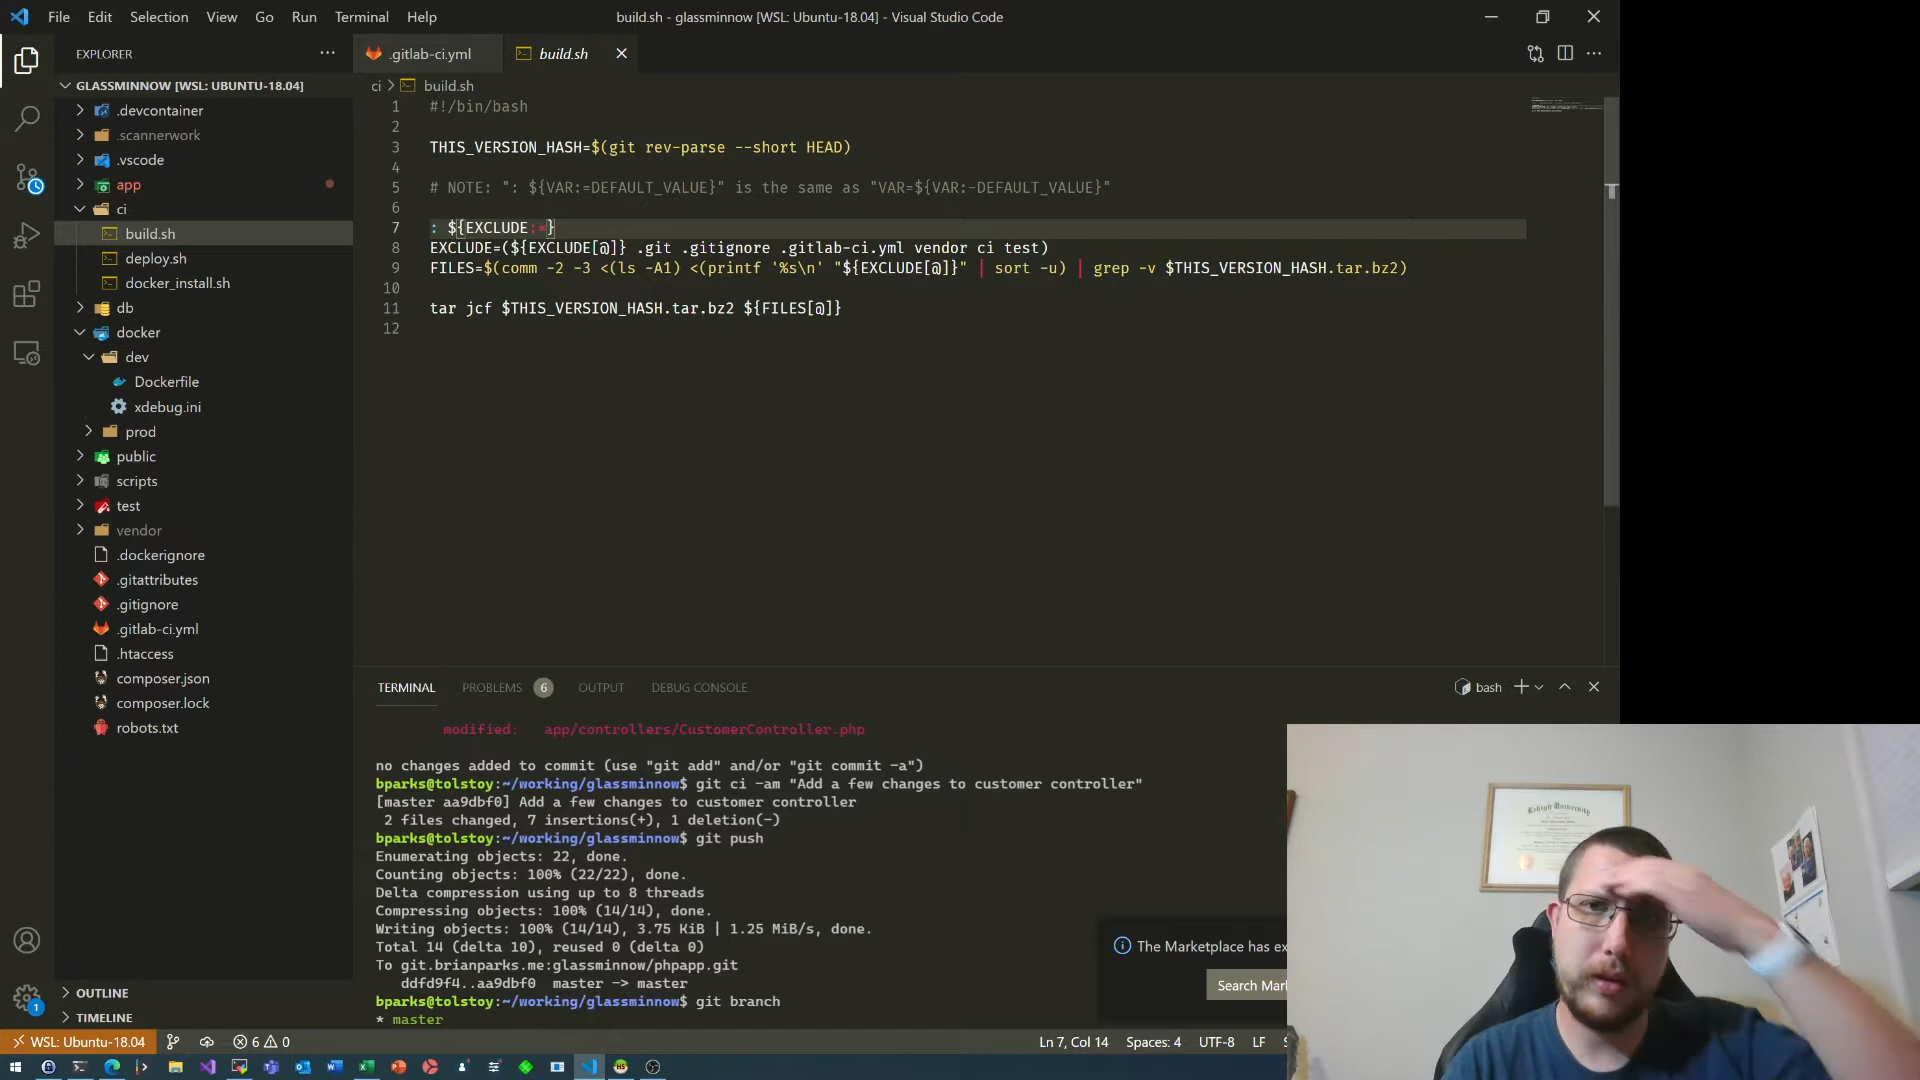 File Edit Selection View Go Run Terminal Help
build.sh - glassminnow [WSL: Ubuntu-18.04] - Visual Studio Code
EXPLORER
.gitlab-ci.yml
build.sh
GLASSMINNOW [WSL: UBUNTU-18.04]
.devcontainer
.scannerwork
.vscode
app
ci
build.sh
deploy.sh
docker_install.sh
db
docker
dev
Dockerfile
xdebug.ini
prod
public
scripts
test
vendor
.dockerignore
.gitattributes
.gitignore
.gitlab-ci.yml
.htaccess
composer.json
composer.lock
robots.txt
OUTLINE
TIMELINE
ci > build.sh
1 #!/bin/bash
2
3 THIS_VERSION_HASH=$(git rev-parse --short HEAD)
4
5 # NOTE: ": ${VAR:=DEFAULT_VALUE}" is the same as "VAR=${VAR:-DEFAULT_VALUE}"
6
7 : ${EXCLUDE:=}
8 EXCLUDE=(${EXCLUDE[@]} .git .gitignore .gitlab-ci.yml vendor ci test)
9 FILES=$(comm -2 -3 <(ls -A1) <(printf '%s\n' "${EXCLUDE[@]}" | sort -u) | grep -v $THIS_VERSION_HASH.tar.bz2)
10
11 tar jcf $THIS_VERSION_HASH.tar.bz2 ${FILES[@]}
12
TERMINAL PROBLEMS 6 OUTPUT DEBUG CONSOLE
bash
modified: app/controllers/CustomerController.php
no changes added to commit (use "git add" and/or "git commit -a")
bparks@tolstoy:~/working/glassminnow$ git ci -am "Add a few changes to customer controller"
[master aa9dbf0] Add a few changes to customer controller
2 files changed, 7 insertions(+), 1 deletion(-)
bparks@tolstoy:~/working/glassminnow$ git push
Enumerating objects: 22, done.
Counting objects: 100% (22/22), done.
Delta compression using up to 8 threads
Compressing objects: 100% (14/14), done.
Writing objects: 100% (14/14), 3.75 KiB | 1.25 MiB/s, done.
Total 14 (delta 10), reused 0 (delta 0)
To git.brianparks.me:glassminnow/phpapp.git
ddfd9f4..aa9dbf0 master -> master
bparks@tolstoy:~/working/glassminnow$ git branch
* master
The Marketplace has
Search
1
WSL: Ubuntu-18.04
6 0
Ln 7, Col 14 Spaces: 4 UTF-8 LF
Lehigh University